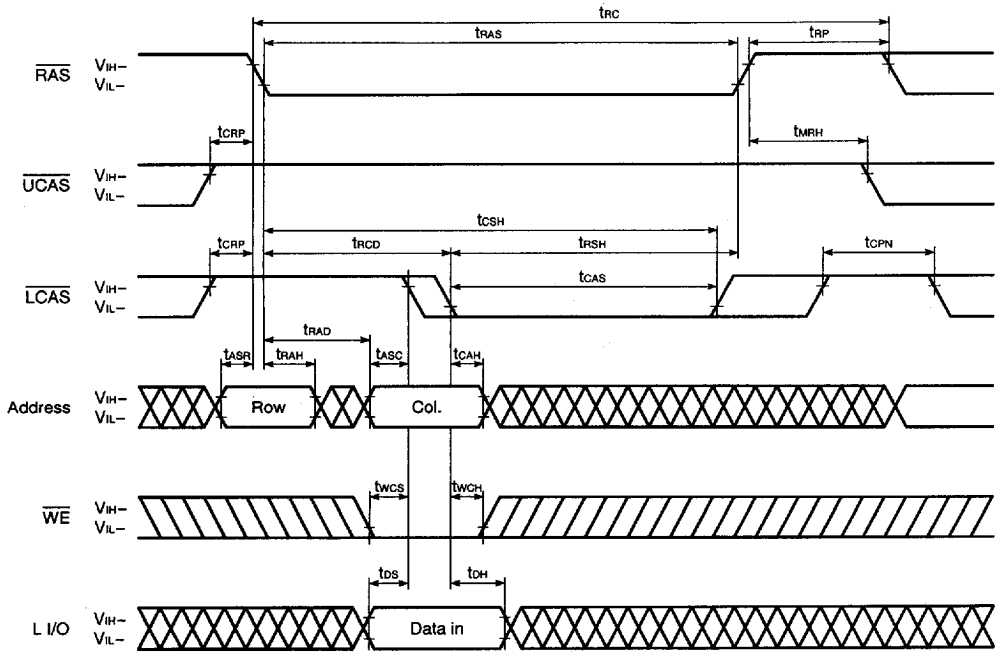 tRC
tRAS
tRP
RAS
VIH–
VIL–
tCRP
tMRH
UCAS
VIH–
VIL–
tCSH
tCRP
tRCD
tRSH
tCPN
LCAS
VIH–
VIL–
tCAS
tRAD
tASR
tRAH
tASC
tCAH
Address
VIH–
VIL–
Row
Col.
tWCS
tWCH
WE
VIH–
VIL–
tDS
tDH
L I/O
VIH–
VIL–
Data in